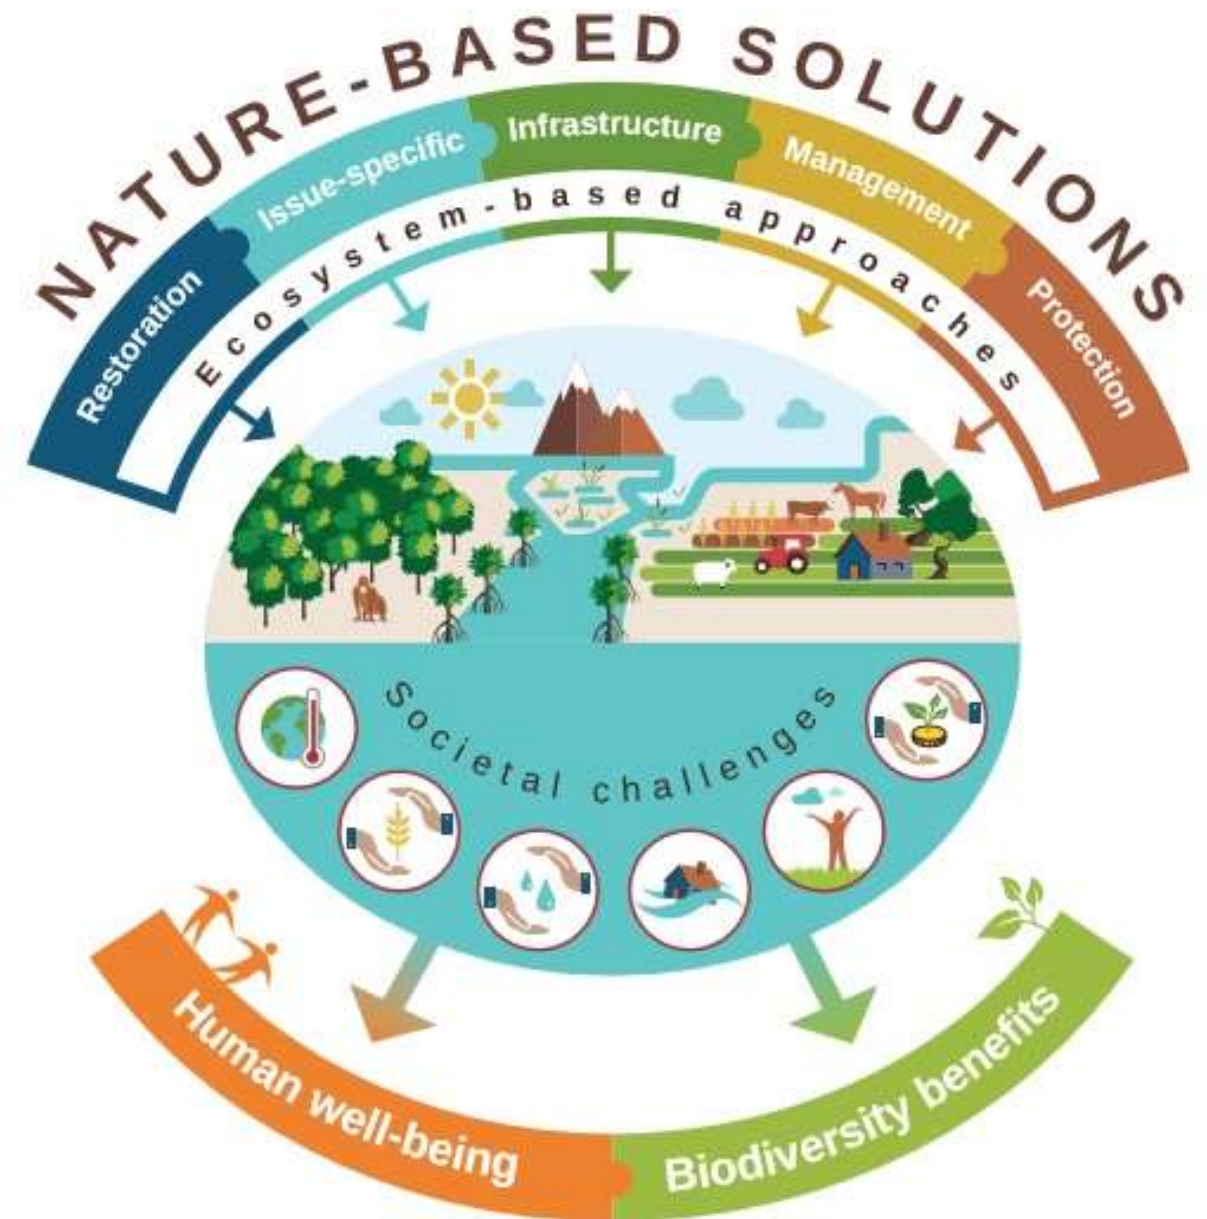 NATURE-BASED SOLUTIONS
Restoration
Issue-specific
Infrastructure
Management
Protection
Ecosystem-based approaches
Societal challenges
Human well-being
Biodiversity benefits